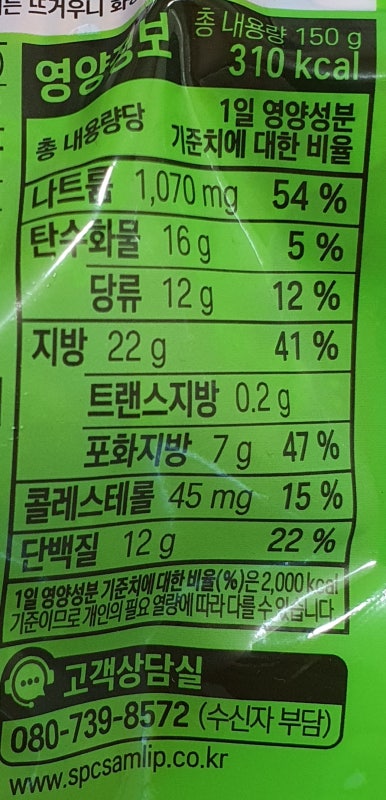 는 뜨거우니
영양정보
총 내용량 150 g
310 kcal
총 내용량당
1일 영양성분
기준치에 대한 비율
나트륨 1,070 mg 54 %
탄수화물 16 g 5 %
당류 12 g 12 %
지방 22 g 41 %
트랜스지방 0.2 g
포화지방 7 g 47 %
콜레스테롤 45 mg 15 %
단백질 12 g 22 %
1일 영양성분 기준치에 대한 비율(%)은 2,000 kcal
기준이므로 개인의 필요 열량에 따라 다를 수 있습니다
고객상담실
080-739-8572 (수신자 부담)
www.spcsamlip.co.kr